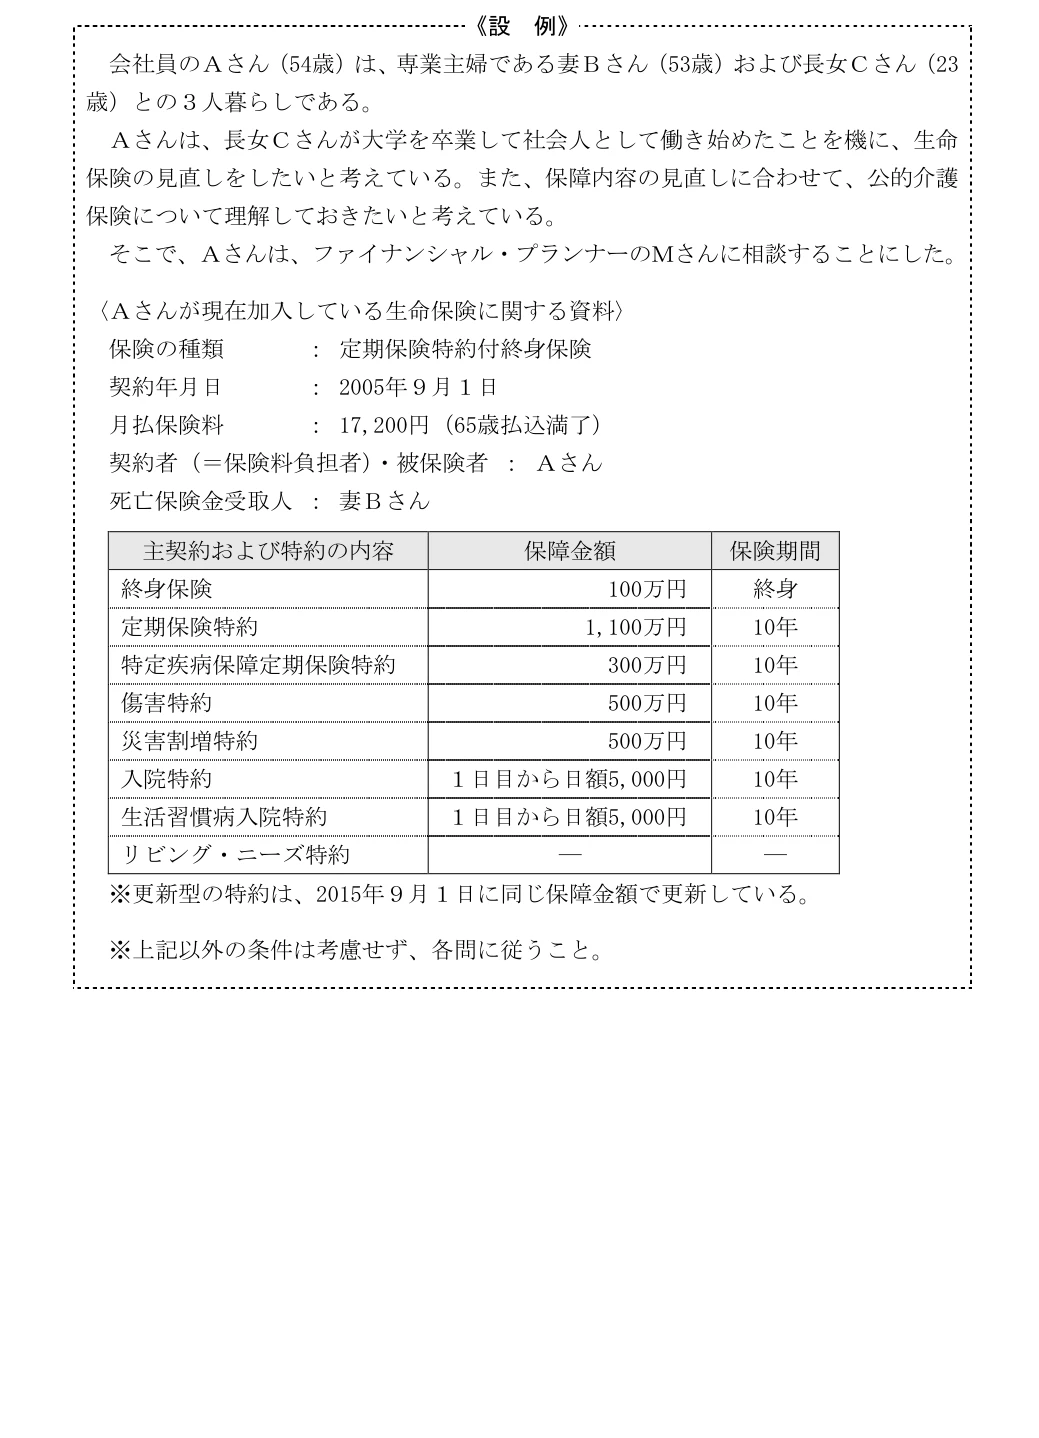 《設　例》
会社員のＡさん（54歳）は、専業主婦である妻Ｂさん（53歳）および長女Ｃさん（23
歳）との３人暮らしである。
Ａさんは、長女Ｃさんが大学を卒業して社会人として働き始めたことを機に、生命
保険の見直しをしたいと考えている。また、保障内容の見直しに合わせて、公的介護
保険について理解しておきたいと考えている。
そこで、Ａさんは、ファイナンシャル・プランナーのＭさんに相談することにした。
〈Ａさんが現在加入している生命保険に関する資料〉
保険の種類　：　定期保険特約付終身保険
契約年月日　：　2005年９月１日
月払保険料　：　17,200円（65歳払込満了）
契約者（＝保険料負担者）・被保険者　：　Ａさん
死亡保険金受取人　：　妻Ｂさん
主契約および特約の内容　保障金額　保険期間
終身保険　100万円　終身
定期保険特約　1,100万円　10年
特定疾病保障定期保険特約　300万円　10年
傷害特約　500万円　10年
災害割増特約　500万円　10年
入院特約　１日目から日額5,000円　10年
生活習慣病入院特約　１日目から日額5,000円　10年
リビング・ニーズ特約　―　―
※更新型の特約は、2015年９月１日に同じ保障金額で更新している。
※上記以外の条件は考慮せず、各問に従うこと。